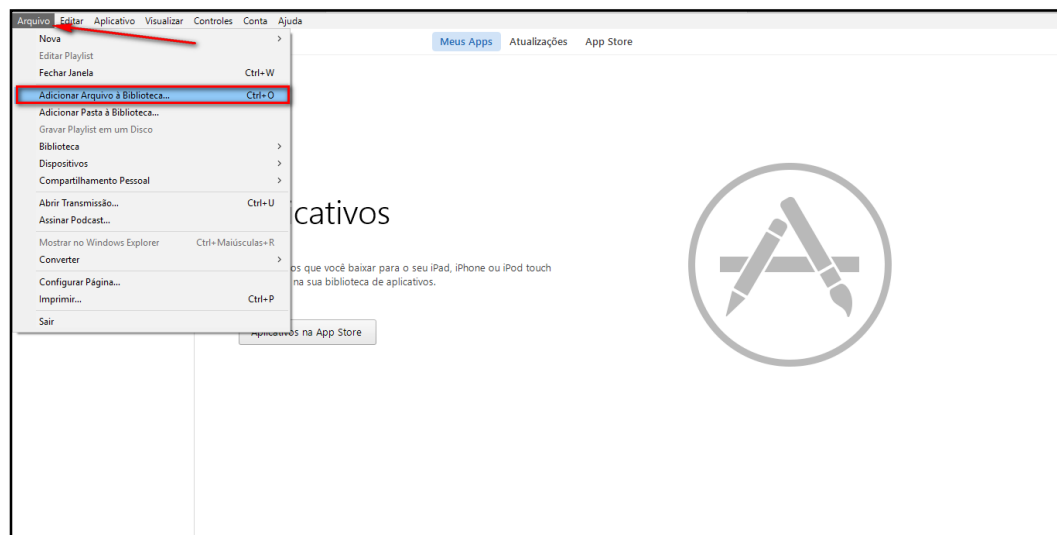 Arquivo Editar Aplicativo Visualizar Controles Conta Ajuda
Meus Apps Atualizações App Store
Nova >
Editar Playlist
Fechar Janela Ctrl+W
Adicionar Arquivo à Biblioteca... Ctrl+O
Adicionar Pasta à Biblioteca...
Gravar Playlist em um Disco
Biblioteca >
Dispositivos >
Compartilhamento Pessoal >
Abrir Transmissão... Ctrl+U
Assinar Podcast...
Mostrar no Windows Explorer Ctrl+Maiúsculas+R
Converter >
Configurar Página...
Imprimir... Ctrl+P
Sair
icativos
os que você baixar para o seu iPad, iPhone ou iPod touch
na sua biblioteca de aplicativos.
Aplicativos na App Store